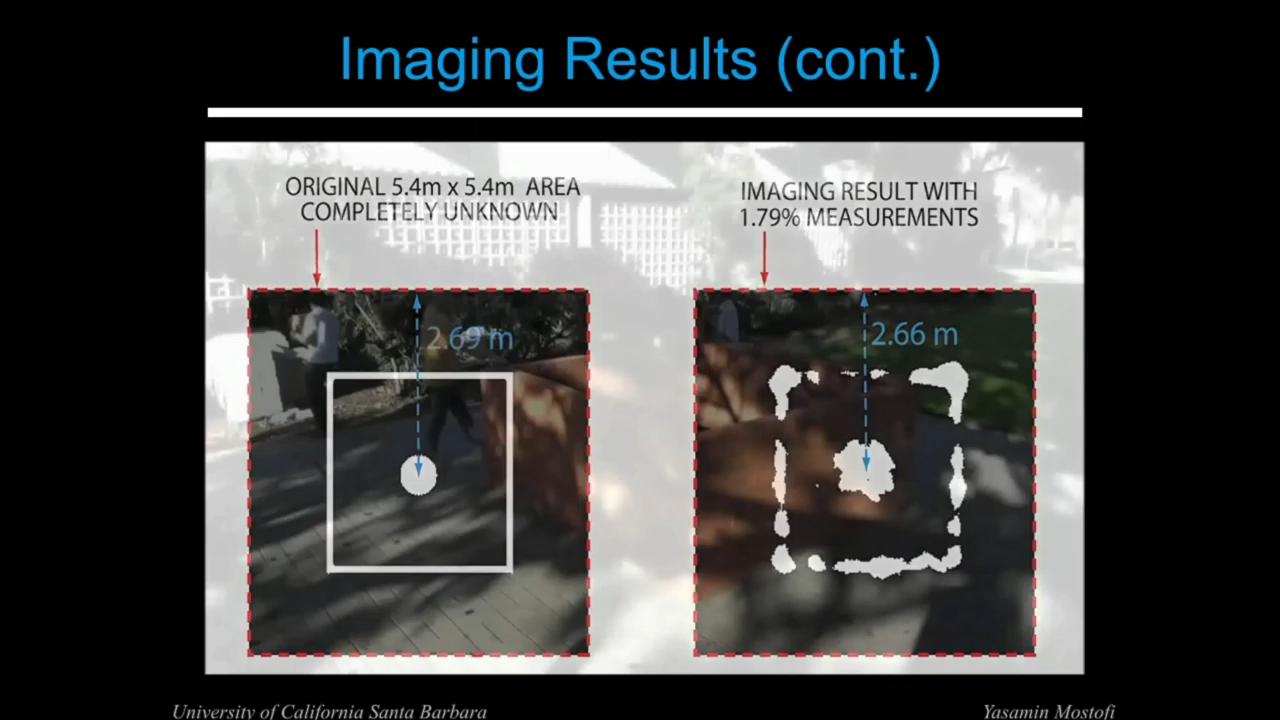 Imaging Results (cont.)
ORIGINAL 5.4m x 5.4m AREA
COMPLETELY UNKNOWN
IMAGING RESULT WITH
1.79% MEASUREMENTS
2.69 m
2.66 m
University of California Santa Barbara
Yasamin Mostofi